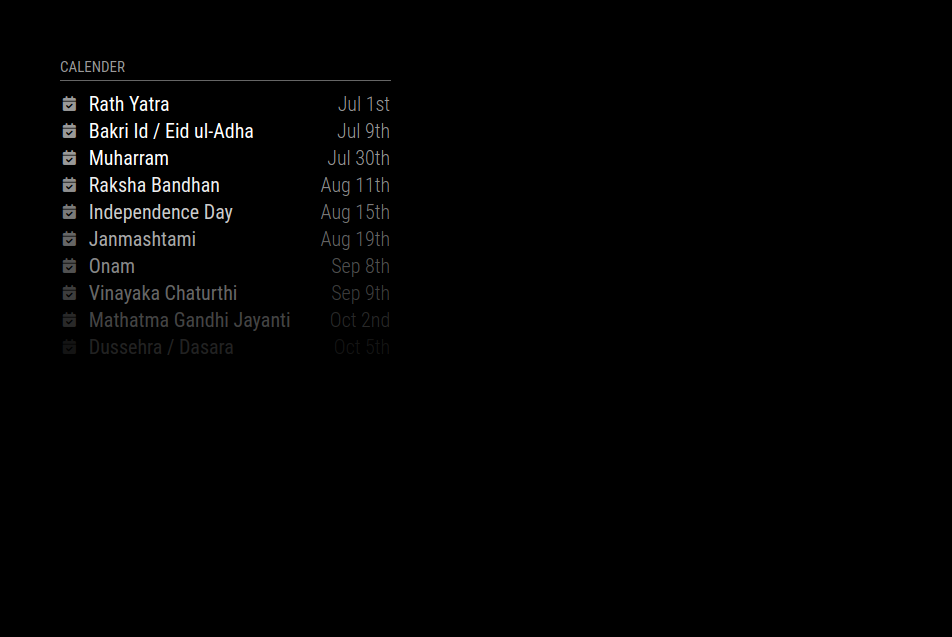 CALENDER
Rath Yatra Jul 1st
Bakri Id / Eid ul-Adha Jul 9th
Muharram Jul 30th
Raksha Bandhan Aug 11th
Independence Day Aug 15th
Janmashtami Aug 19th
Onam Sep 8th
Vinayaka Chaturthi Sep 9th
Mathatma Gandhi Jayanti Oct 2nd
Dussehra / Dasara Oct 5th